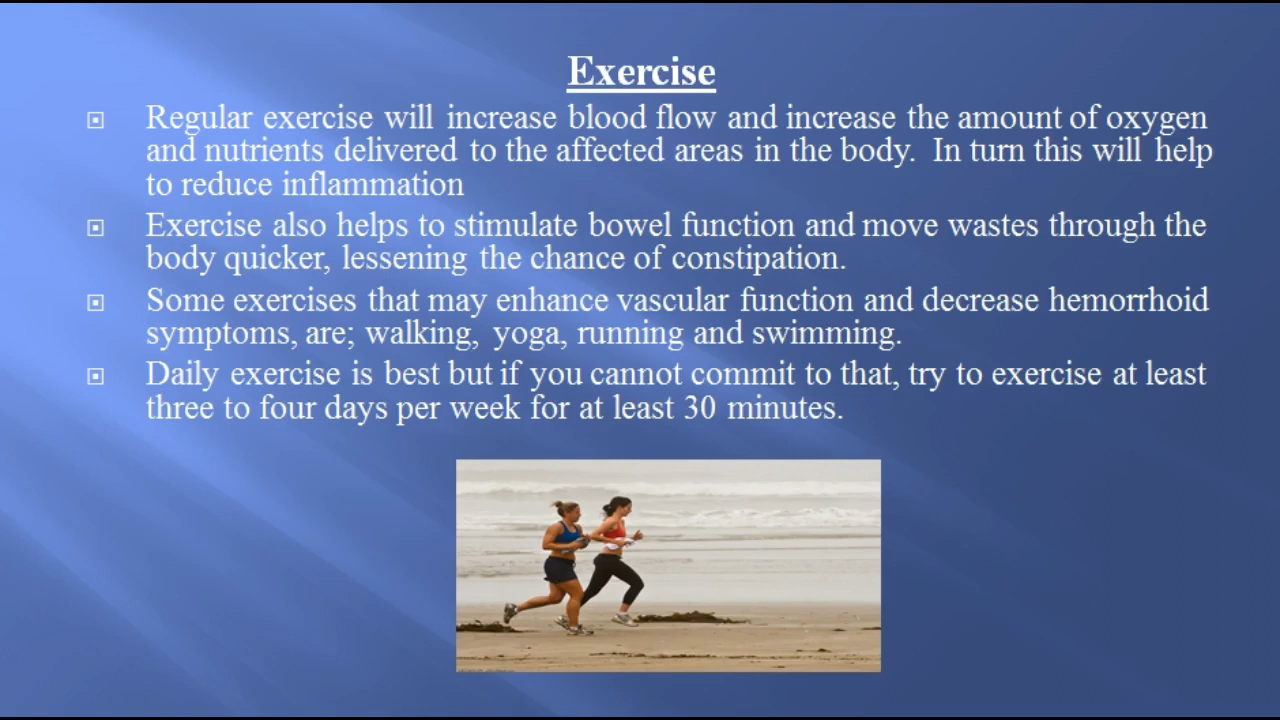 Exercise
Regular exercise will increase blood flow and increase the amount of oxygen
and nutrients delivered to the affected areas in the body. In turn this will help
to reduce inflammation
Exercise also helps to stimulate bowel function and move wastes through the
body quicker, lessening the chance of constipation.
Some exercises that may enhance vascular function and decrease hemorrhoid
symptoms, are; walking, yoga, running and swimming.
Daily exercise is best but if you cannot commit to that, try to exercise at least
three to four days per week for at least 30 minutes.